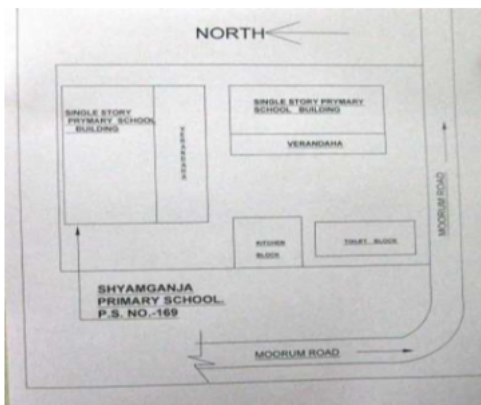 NORTH
SINGLE STORY
PRYMARY SCHOOL
BUILDING
SINGLE STORY PRYMARY
SCHOOL BUILDING
VERANDAHA
MOORUM ROAD
KITCHEN
BLOCK
TOILET BLOCK
SHYAMGANJA
PRIMARY SCHOOL.
P.S. NO.-169
MOORUM ROAD